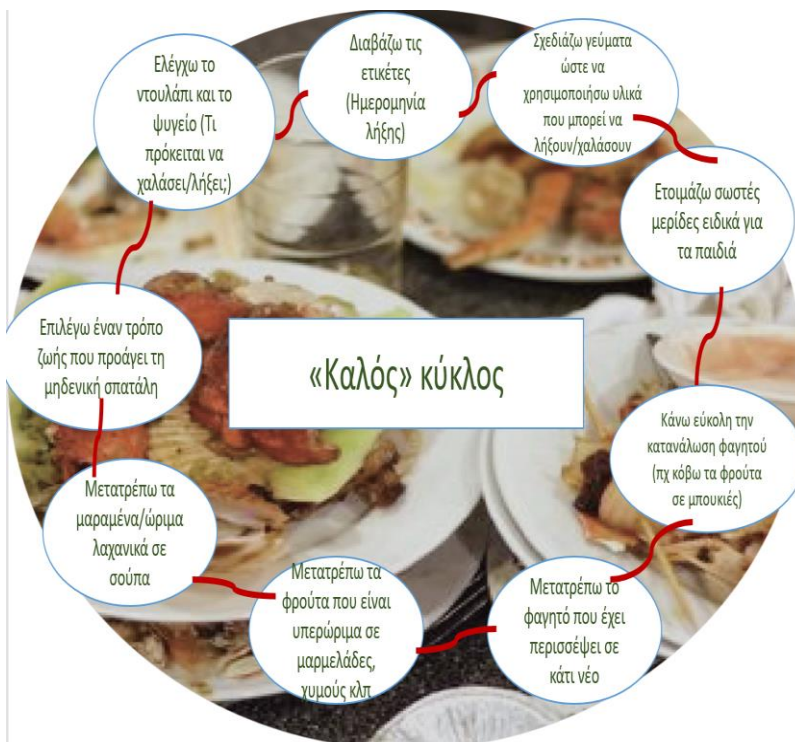 Ελέγχω το
ντουλάπι και το
ψυγείο (Τι
πρόκειται να
χαλάσει/λήξει;)
Διαβάζω τις
ετικέτες
(Ημερομηνία
λήξης)
Σχεδιάζω γεύματα
ώστε να
χρησιμοποιήσω υλικά
που μπορεί να
λήξουν/χαλάσουν
Ετοιμάζω σωστές
μερίδες ειδικά για
τα παιδιά
Κάνω εύκολη την
κατανάλωση φαγητού
(πχ κόβω τα φρούτα
σε μπουκιές)
Μετατρέπω το
φαγητό που έχει
περισσέψει σε
κάτι νέο
Μετατρέπω τα
φρούτα που είναι
υπερώριμα σε
μαρμελάδες,
χυμούς κλπ
Μετατρέπω τα
μαραμένα/ώριμα
λαχανικά σε
σούπα
Επιλέγω έναν τρόπο
ζωής που προάγει τη
μηδενική σπατάλη
«Καλός» κύκλος